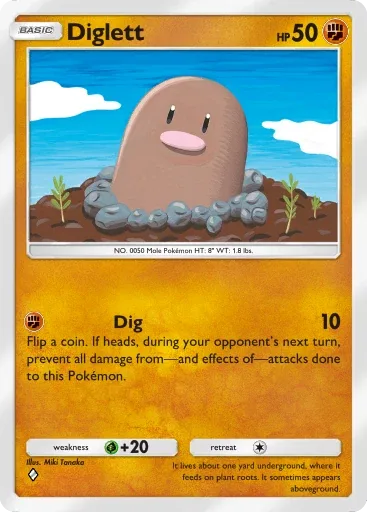 BASIC Diglett HP 50
NO. 0050 Mole Pokémon HT: 8" WT: 1.8 lbs.
Dig 10
Flip a coin. If heads, during your opponent's next turn,
prevent all damage from—and effects of—attacks done
to this Pokémon.
weakness +20 retreat
Illus. Miki Tanaka
It lives about one yard underground, where it
feeds on plant roots. It sometimes appears
aboveground.